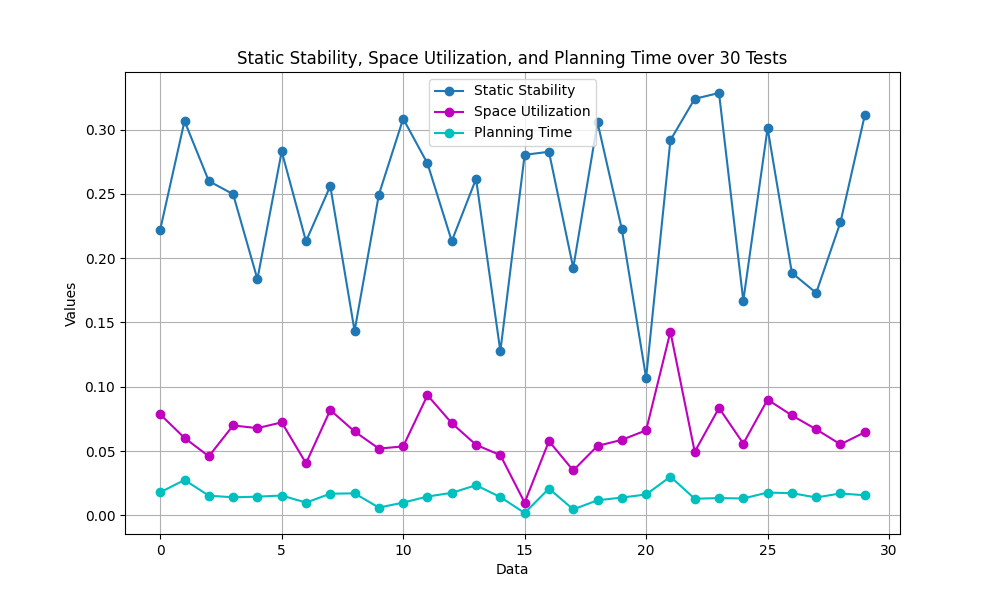 Static Stability, Space Utilization, and Planning Time over 30 Tests
Static Stability
Space Utilization
Planning Time
Values
0.30
0.25
0.20
0.15
0.10
0.05
0.00
0 5 10 15 20 25 30
Data